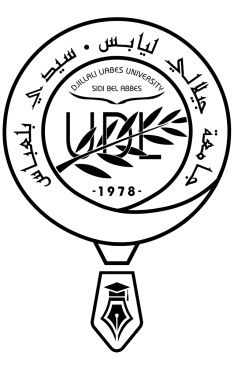 جامعة جيلالي ليابس • سيدي بلعباس
DJILLALI LIABES UNIVERSITY
SIDI BEL ABBES
UDL
-1978-